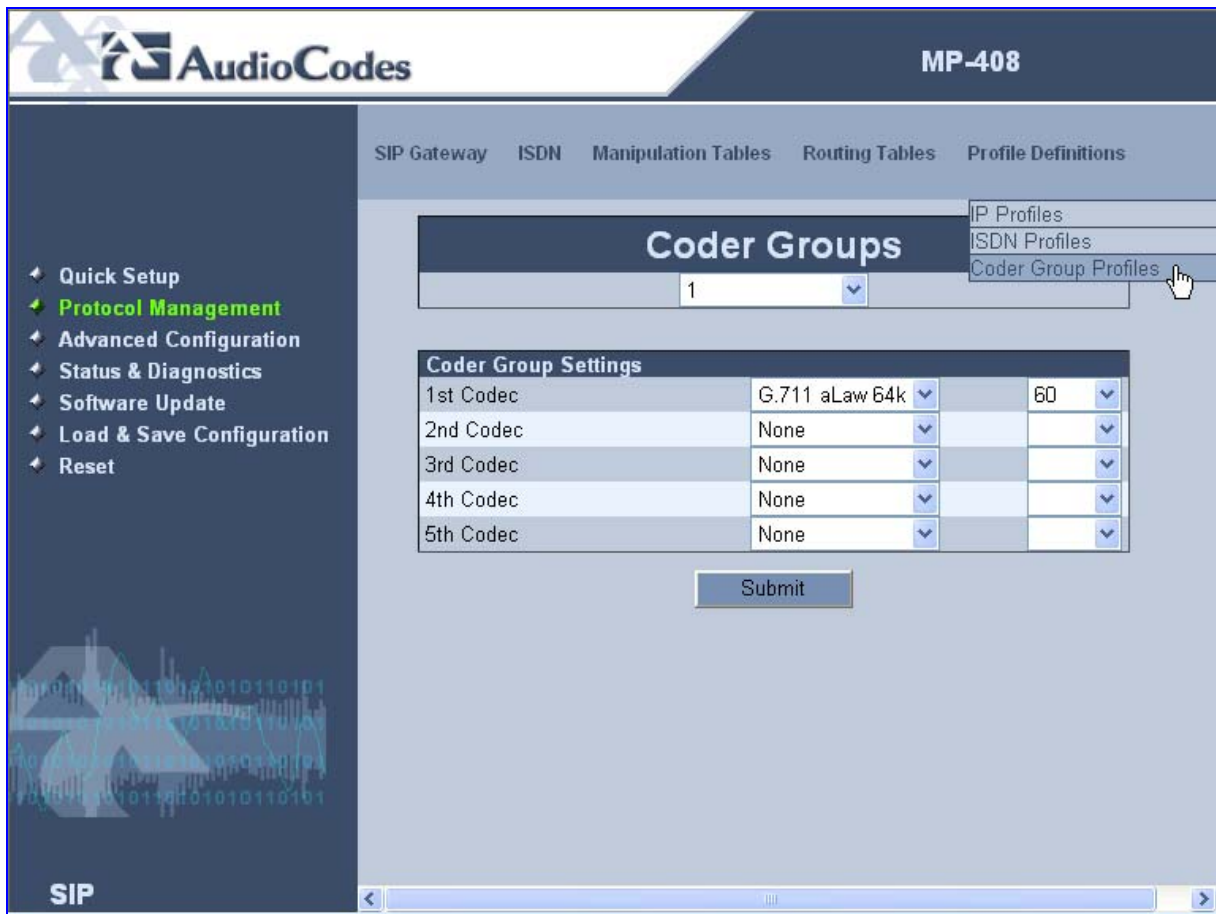 AudioCodes
MP-408
SIP Gateway ISDN Manipulation Tables Routing Tables Profile Definitions
IP Profiles
ISDN Profiles
Coder Group Profiles
Quick Setup
Protocol Management
Advanced Configuration
Status & Diagnostics
Software Update
Load & Save Configuration
Reset
Coder Groups
1
Coder Group Settings
1st Codec G.711 aLaw 64k 60
2nd Codec None
3rd Codec None
4th Codec None
5th Codec None
Submit
SIP